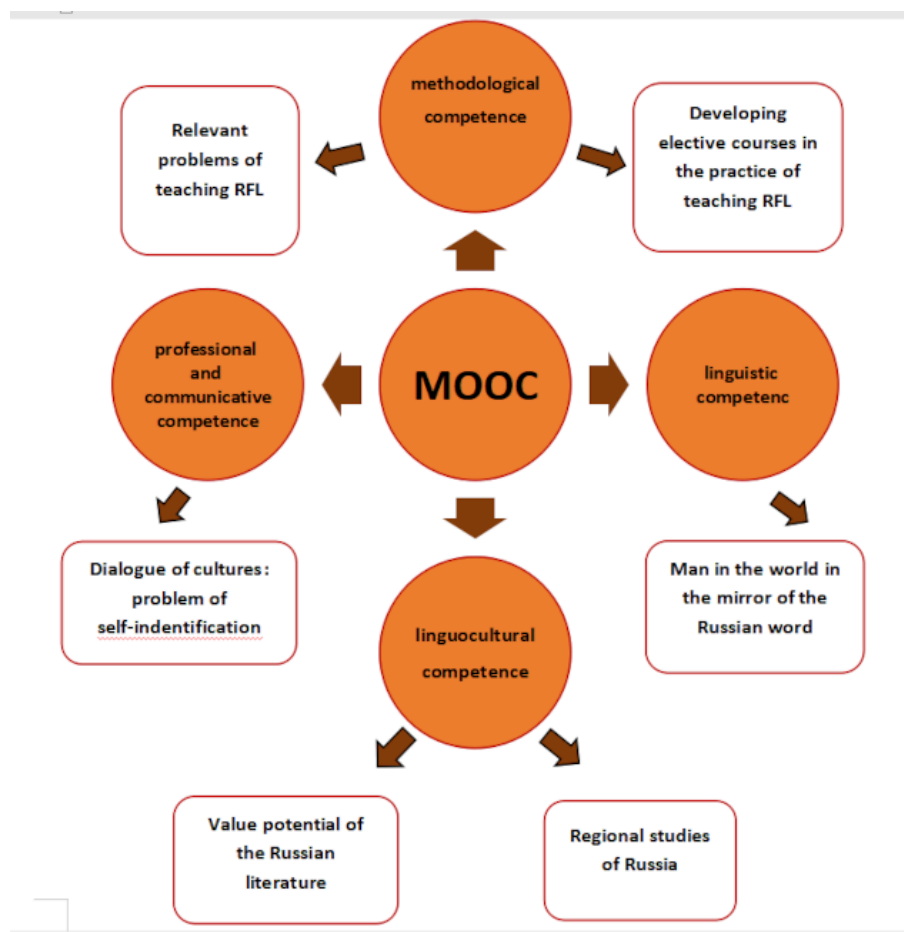 methodological
competence
Relevant
problems of
teaching RFL
Developing
elective courses in
the practice of
teaching RFL
professional
and
communicative
competence
MOOC
linguistic
competenc
Dialogue of cultures:
problem of
self-indentification
linguocultural
competence
Man in the world in
the mirror of the
Russian word
Value potential of
the Russian
literature
Regional studies
of Russia